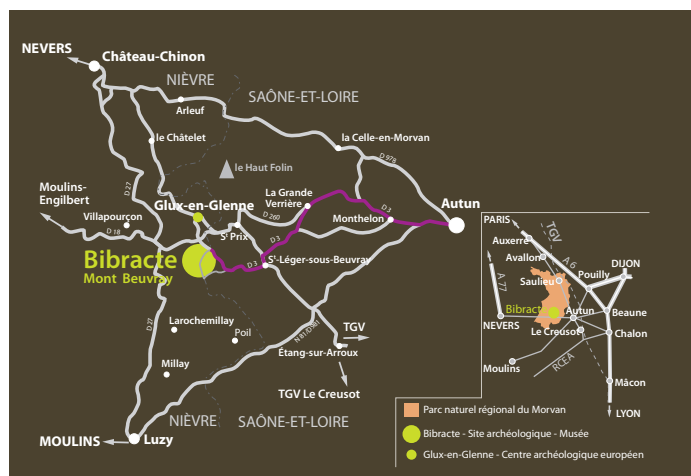 NEVERS
Château-Chinon
NIÈVRE
SAÔNE-ET-LOIRE
Arleuf
le Châtelet
la Celle-en-Morvan
D 978
le Haut Folin
D 27
Moulins-
Engilbert
Villapourçon
D 18
Glux-en-Glenne
La Grande
Verrière
D 260
D 3
Monthelon
Autun
St Prix
D 3
Bibracte
Mont Beuvray
D 3
St-Léger-sous-Beuvray
D 27
Larochemillay
Poil
N 81-D 981
TGV
Étang-sur-Arroux
Millay
TGV Le Creusot
NIÈVRE
SAÔNE-ET-LOIRE
MOULINS
Luzy
PARIS
TGV
Auxerre
A 6
Avallon
DIJON
A 77
Saulieu
Pouilly
Bibracte
Autun
Beaune
NEVERS
Le Creusot
Chalon
Moulins
RCEA
Mâcon
LYON
Parc naturel régional du Morvan
Bibracte - Site archéologique - Musée
Glux-en-Glenne - Centre archéologique européen